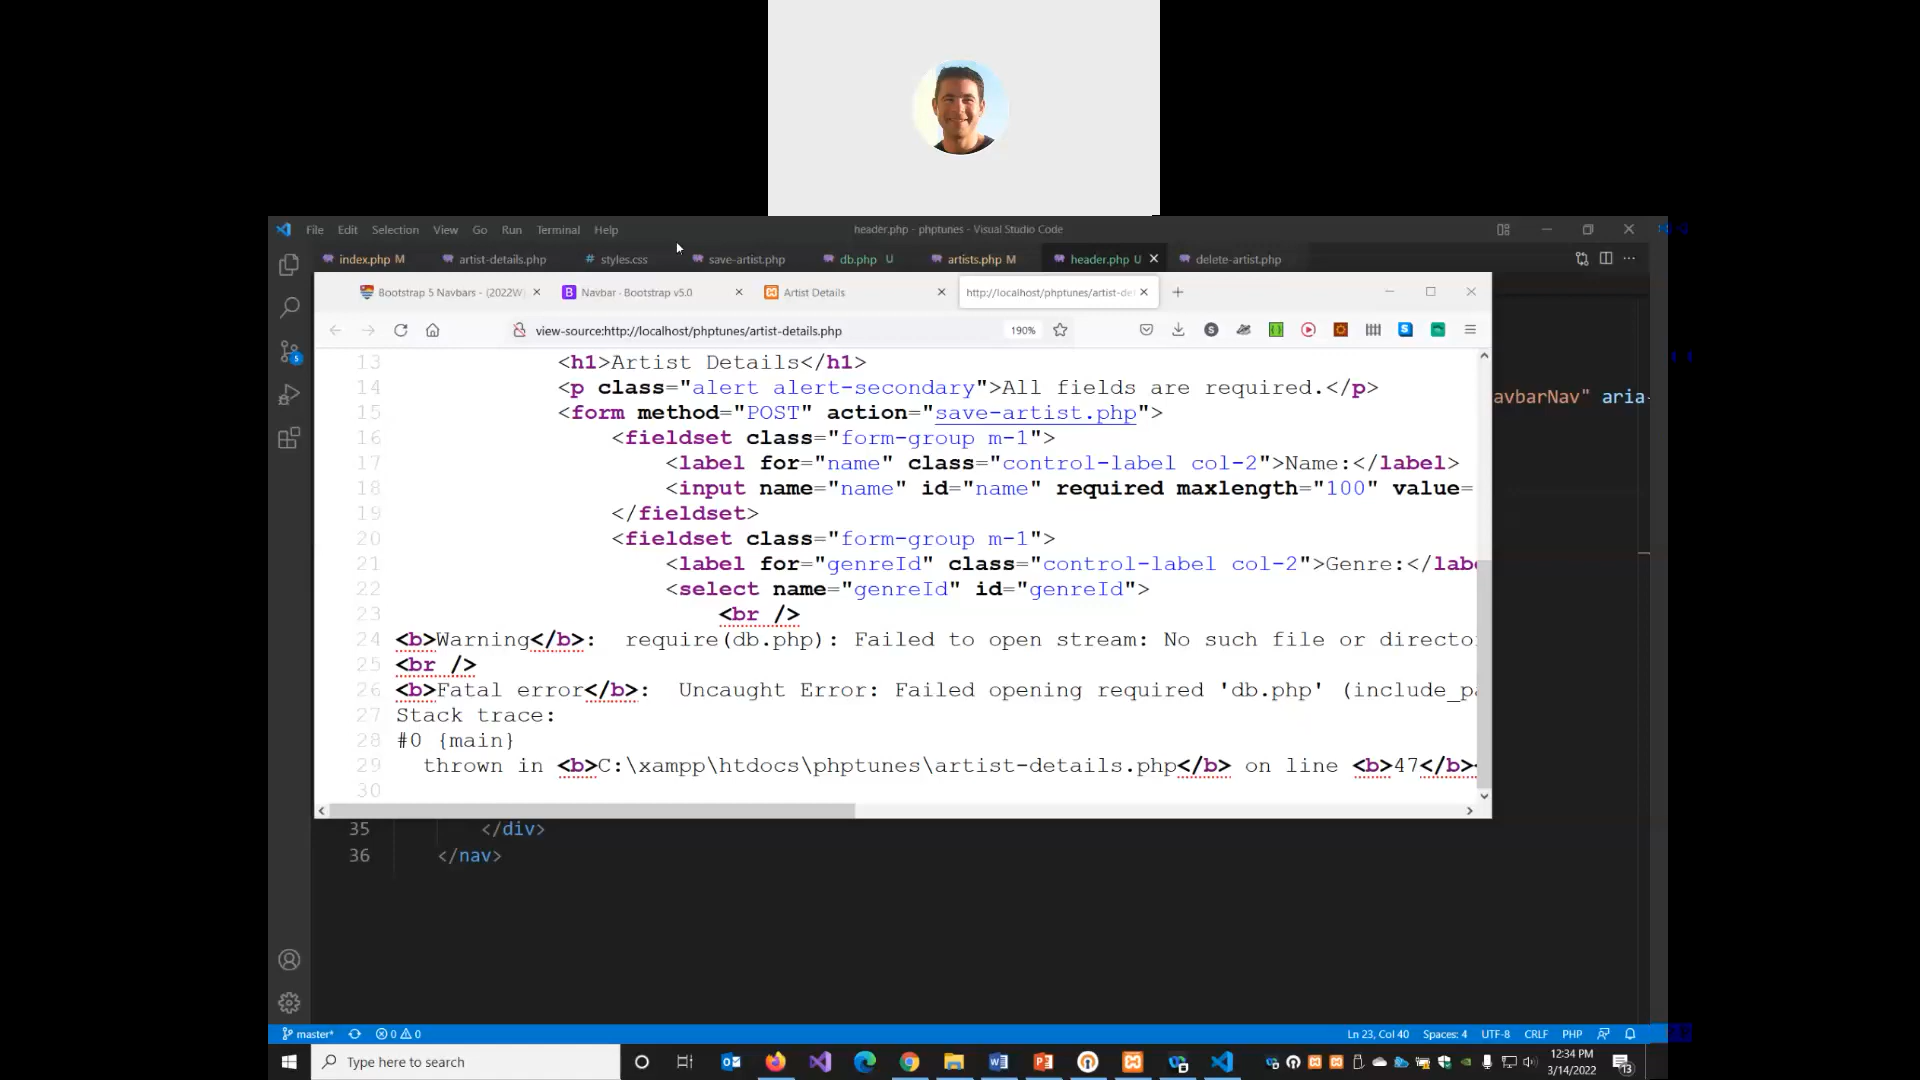 File Edit Selection View Go Run Terminal Help
header.php - phptunes - Visual Studio Code
index.php M
artist-details.php
# styles.css
save-artist.php
db.php U
artists.php M
header.php U
delete-artist.php
Bootstrap 5 Navbars - (2022W)
B Navbar · Bootstrap v5.0
Artist Details
http://localhost/phptunes/artist-de
view-source:http://localhost/phptunes/artist-details.php
190%
13 <h1>Artist Details</h1>
14 <p class="alert alert-secondary">All fields are required.</p>
15 <form method="POST" action="save-artist.php">
16 <fieldset class="form-group m-1">
17 <label for="name" class="control-label col-2">Name:</label>
18 <input name="name" id="name" required maxlength="100" value=
19 </fieldset>
20 <fieldset class="form-group m-1">
21 <label for="genreId" class="control-label col-2">Genre:</labe
22 <select name="genreId" id="genreId">
23 <br />
24 <b>Warning</b>: require(db.php): Failed to open stream: No such file or directo
25 <br />
26 <b>Fatal error</b>: Uncaught Error: Failed opening required 'db.php' (include_pa
27 Stack trace:
28 #0 {main}
29 thrown in <b>C:\xampp\htdocs\phptunes\artist-details.php</b> on line <b>47</b><
30
avbarNav" aria-
35 </div>
36 </nav>
master* 0 0
Ln 23, Col 40 Spaces: 4 UTF-8 CRLF PHP
Type here to search
12:34 PM
3/14/2022
13